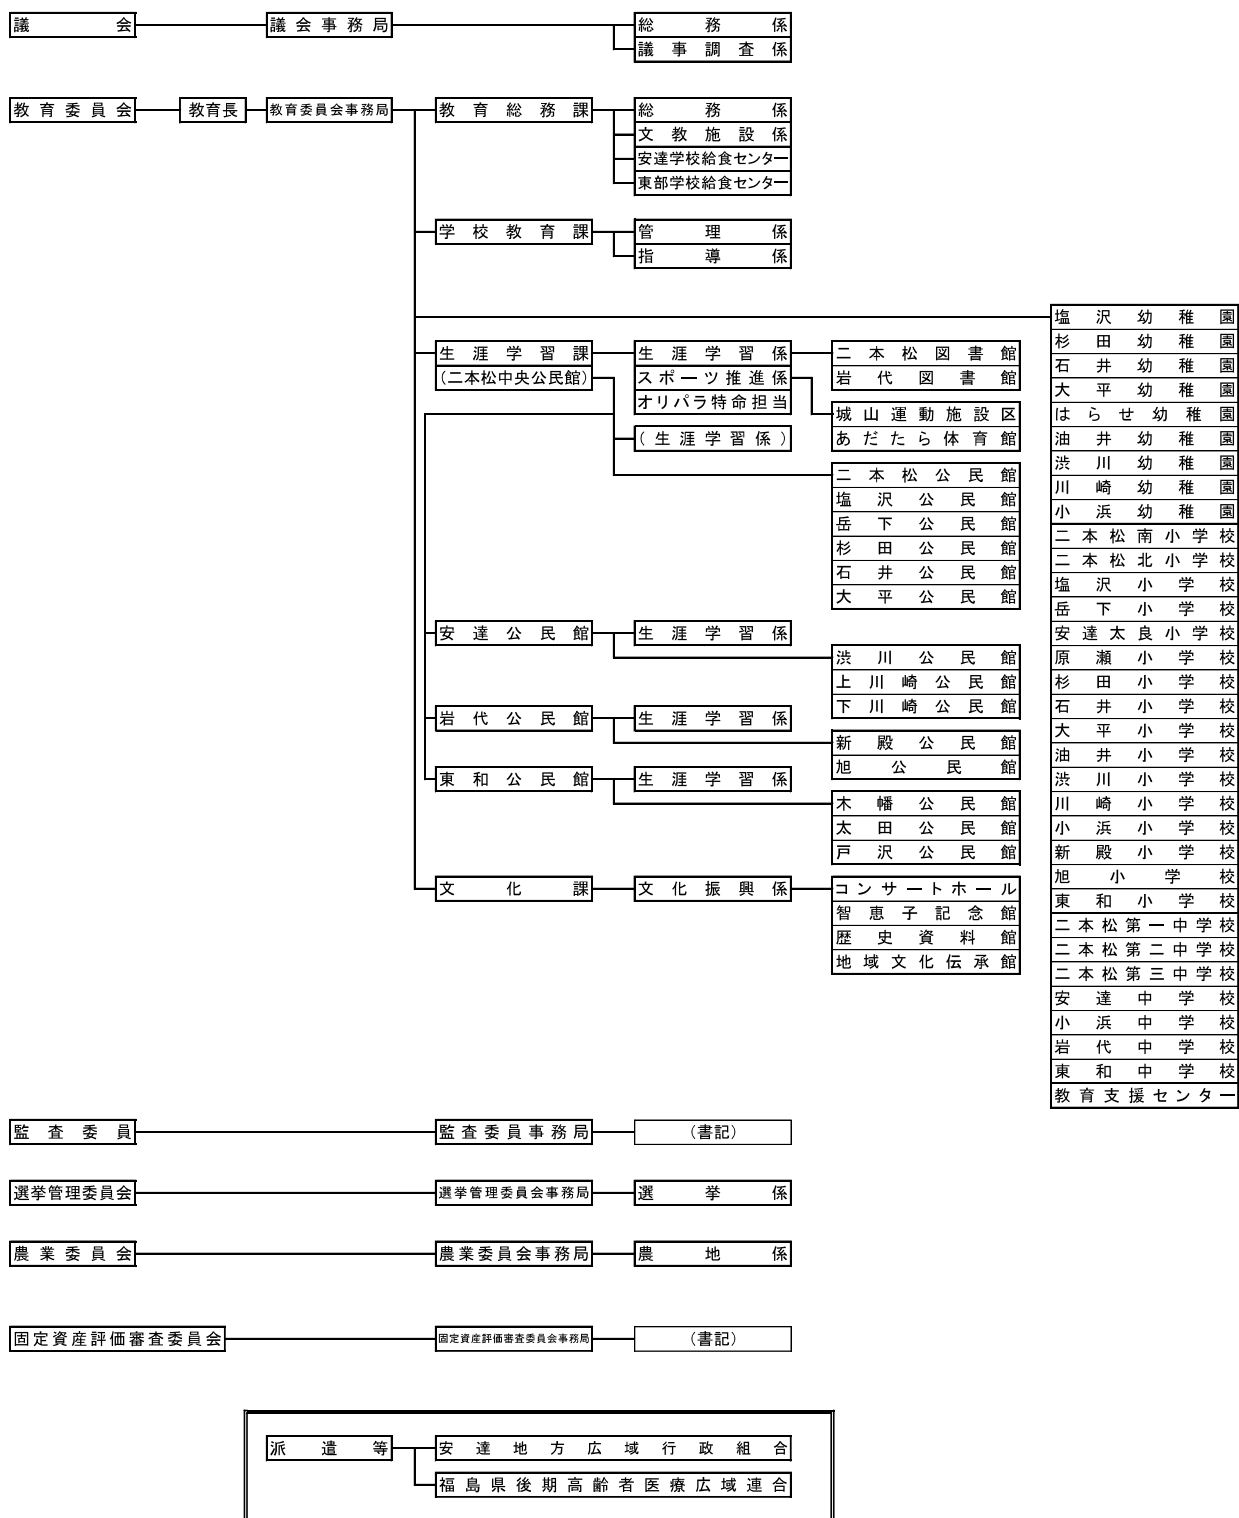 議会 議会事務局 総務係
議事調査係
教育委員会 教育長 教育委員会事務局 教育総務課 総務係
文教施設係
安達学校給食センター
東部学校給食センター
学校教育課 管理係
指導係
塩沢幼稚園
杉田幼稚園
石井幼稚園
大平幼稚園
はらせ幼稚園
油井幼稚園
渋川幼稚園
川崎幼稚園
小浜幼稚園
二本松南小学校
二本松北小学校
塩沢小学校
岳下小学校
安達太良小学校
原瀬小学校
杉田小学校
石井小学校
大平小学校
油井小学校
渋川小学校
川崎小学校
小浜小学校
新殿小学校
旭小学校
東和小学校
二本松第一中学校
二本松第二中学校
二本松第三中学校
安達中学校
小浜中学校
岩代中学校
東和中学校
教育支援センター
生涯学習課 生涯学習係 二本松図書館
(二本松中央公民館) スポーツ推進係 岩代図書館
オリパラ特命担当
城山運動施設区
(生涯学習係) あだたら体育館
二本松公民館
塩沢公民館
岳下公民館
杉田公民館
石井公民館
大平公民館
安達公民館 生涯学習係
渋川公民館
上川崎公民館
下川崎公民館
岩代公民館 生涯学習係
新殿公民館
旭公民館
東和公民館 生涯学習係
木幡公民館
太田公民館
戸沢公民館
文化課 文化振興係 コンサートホール
智恵子記念館
歴史資料館
地域文化伝承館
監査委員 監査委員事務局 (書記)
選挙管理委員会 選挙管理委員会事務局 選挙係
農業委員会 農業委員会事務局 農地係
固定資産評価審査委員会 固定資産評価審査委員会事務局 (書記)
派遣等 安達地方広域行政組合
福島県後期高齢者医療広域連合